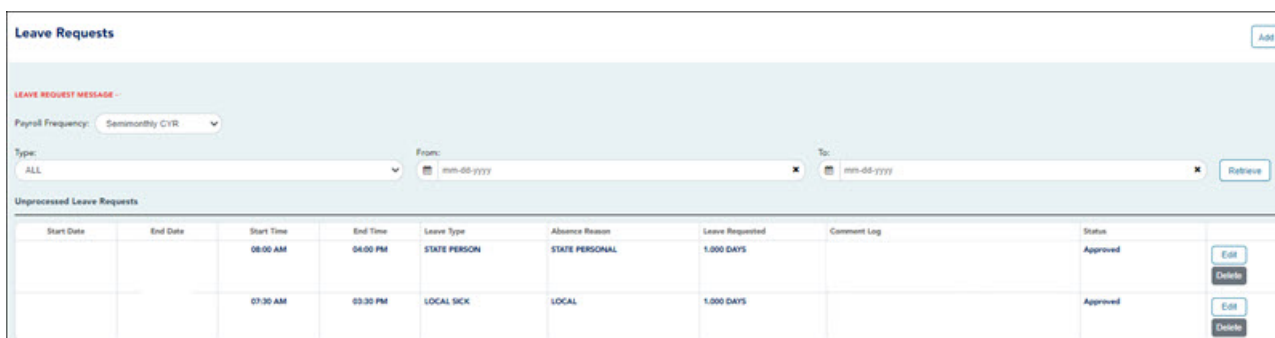 Leave Requests
Add
LEAVE REQUEST MESSAGE -
Payroll Frequency: Semimonthly CYR
Type: From: To:
ALL mm-dd-yyyy mm-dd-yyyy Retrieve
Unprocessed Leave Requests
Start Date End Date Start Time End Time Leave Type Absence Reason Leave Requested Comment Log Status
08:00 AM 04:00 PM STATE PERSON STATE PERSONAL 1.000 DAYS Approved Edit
Delete
07:30 AM 03:30 PM LOCAL SICK LOCAL 1.000 DAYS Approved Edit
Delete